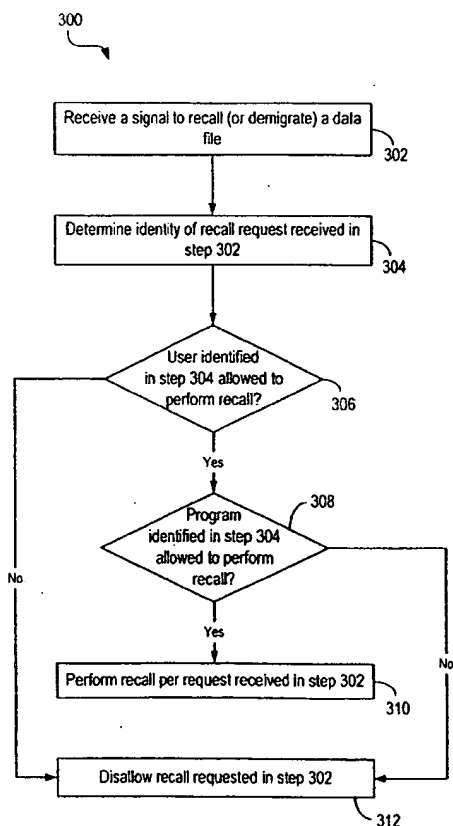 300
Receive a signal to recall (or demigrate) a data
file
302
Determine identity of recall request received in
step 302
304
User identified
in step 304 allowed to
perform recall?
306
Yes
308
Program
identified in step 304
allowed to perform
recall?
No
No
Yes
Perform recall per request received in step 302
310
Disallow recall requested in step 302
312